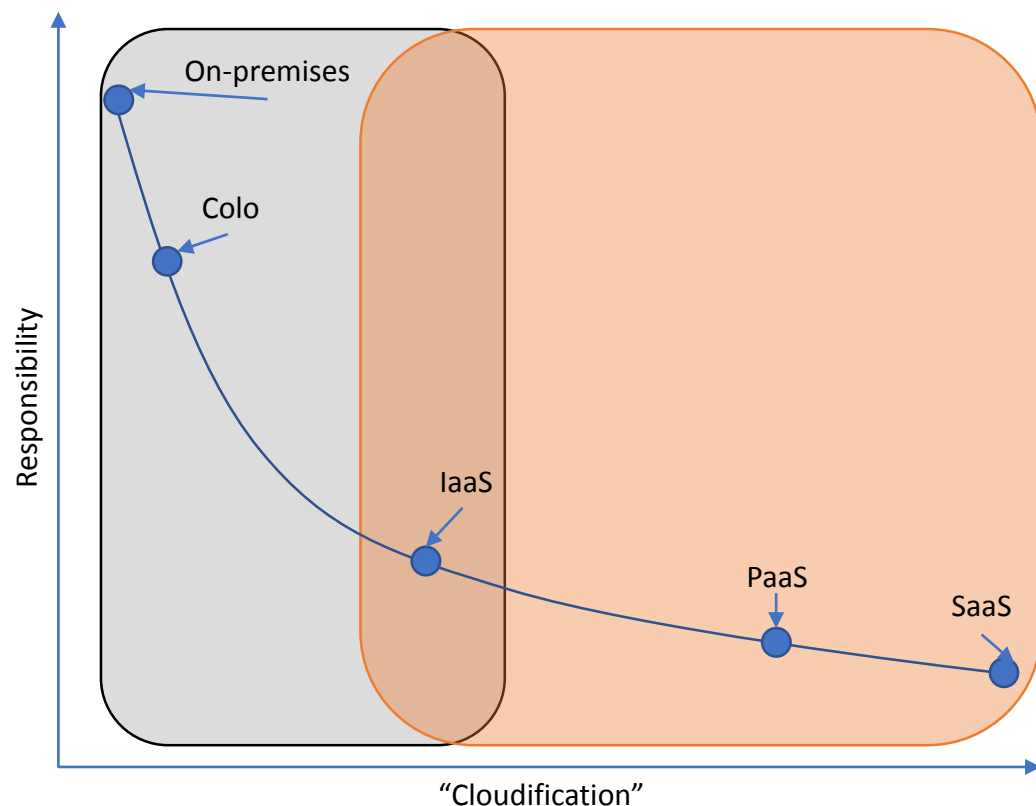 On-premises
Colo
Responsibility
IaaS
PaaS
SaaS
“Cloudification”